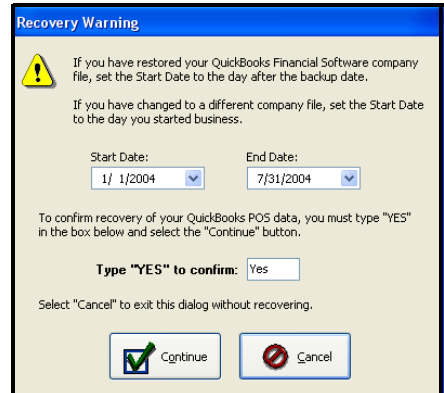 Recovery Warning
If you have restored your QuickBooks Financial Software company
file, set the Start Date to the day after the backup date.
If you have changed to a different company file, set the Start Date
to the day you started business.
Start Date: End Date:
1/ 1/2004 7/31/2004
To confirm recovery of your QuickBooks POS data, you must type "YES"
in the box below and select the "Continue" button.
Type "YES" to confirm: Yes
Select "Cancel" to exit this dialog without recovering.
Continue Cancel